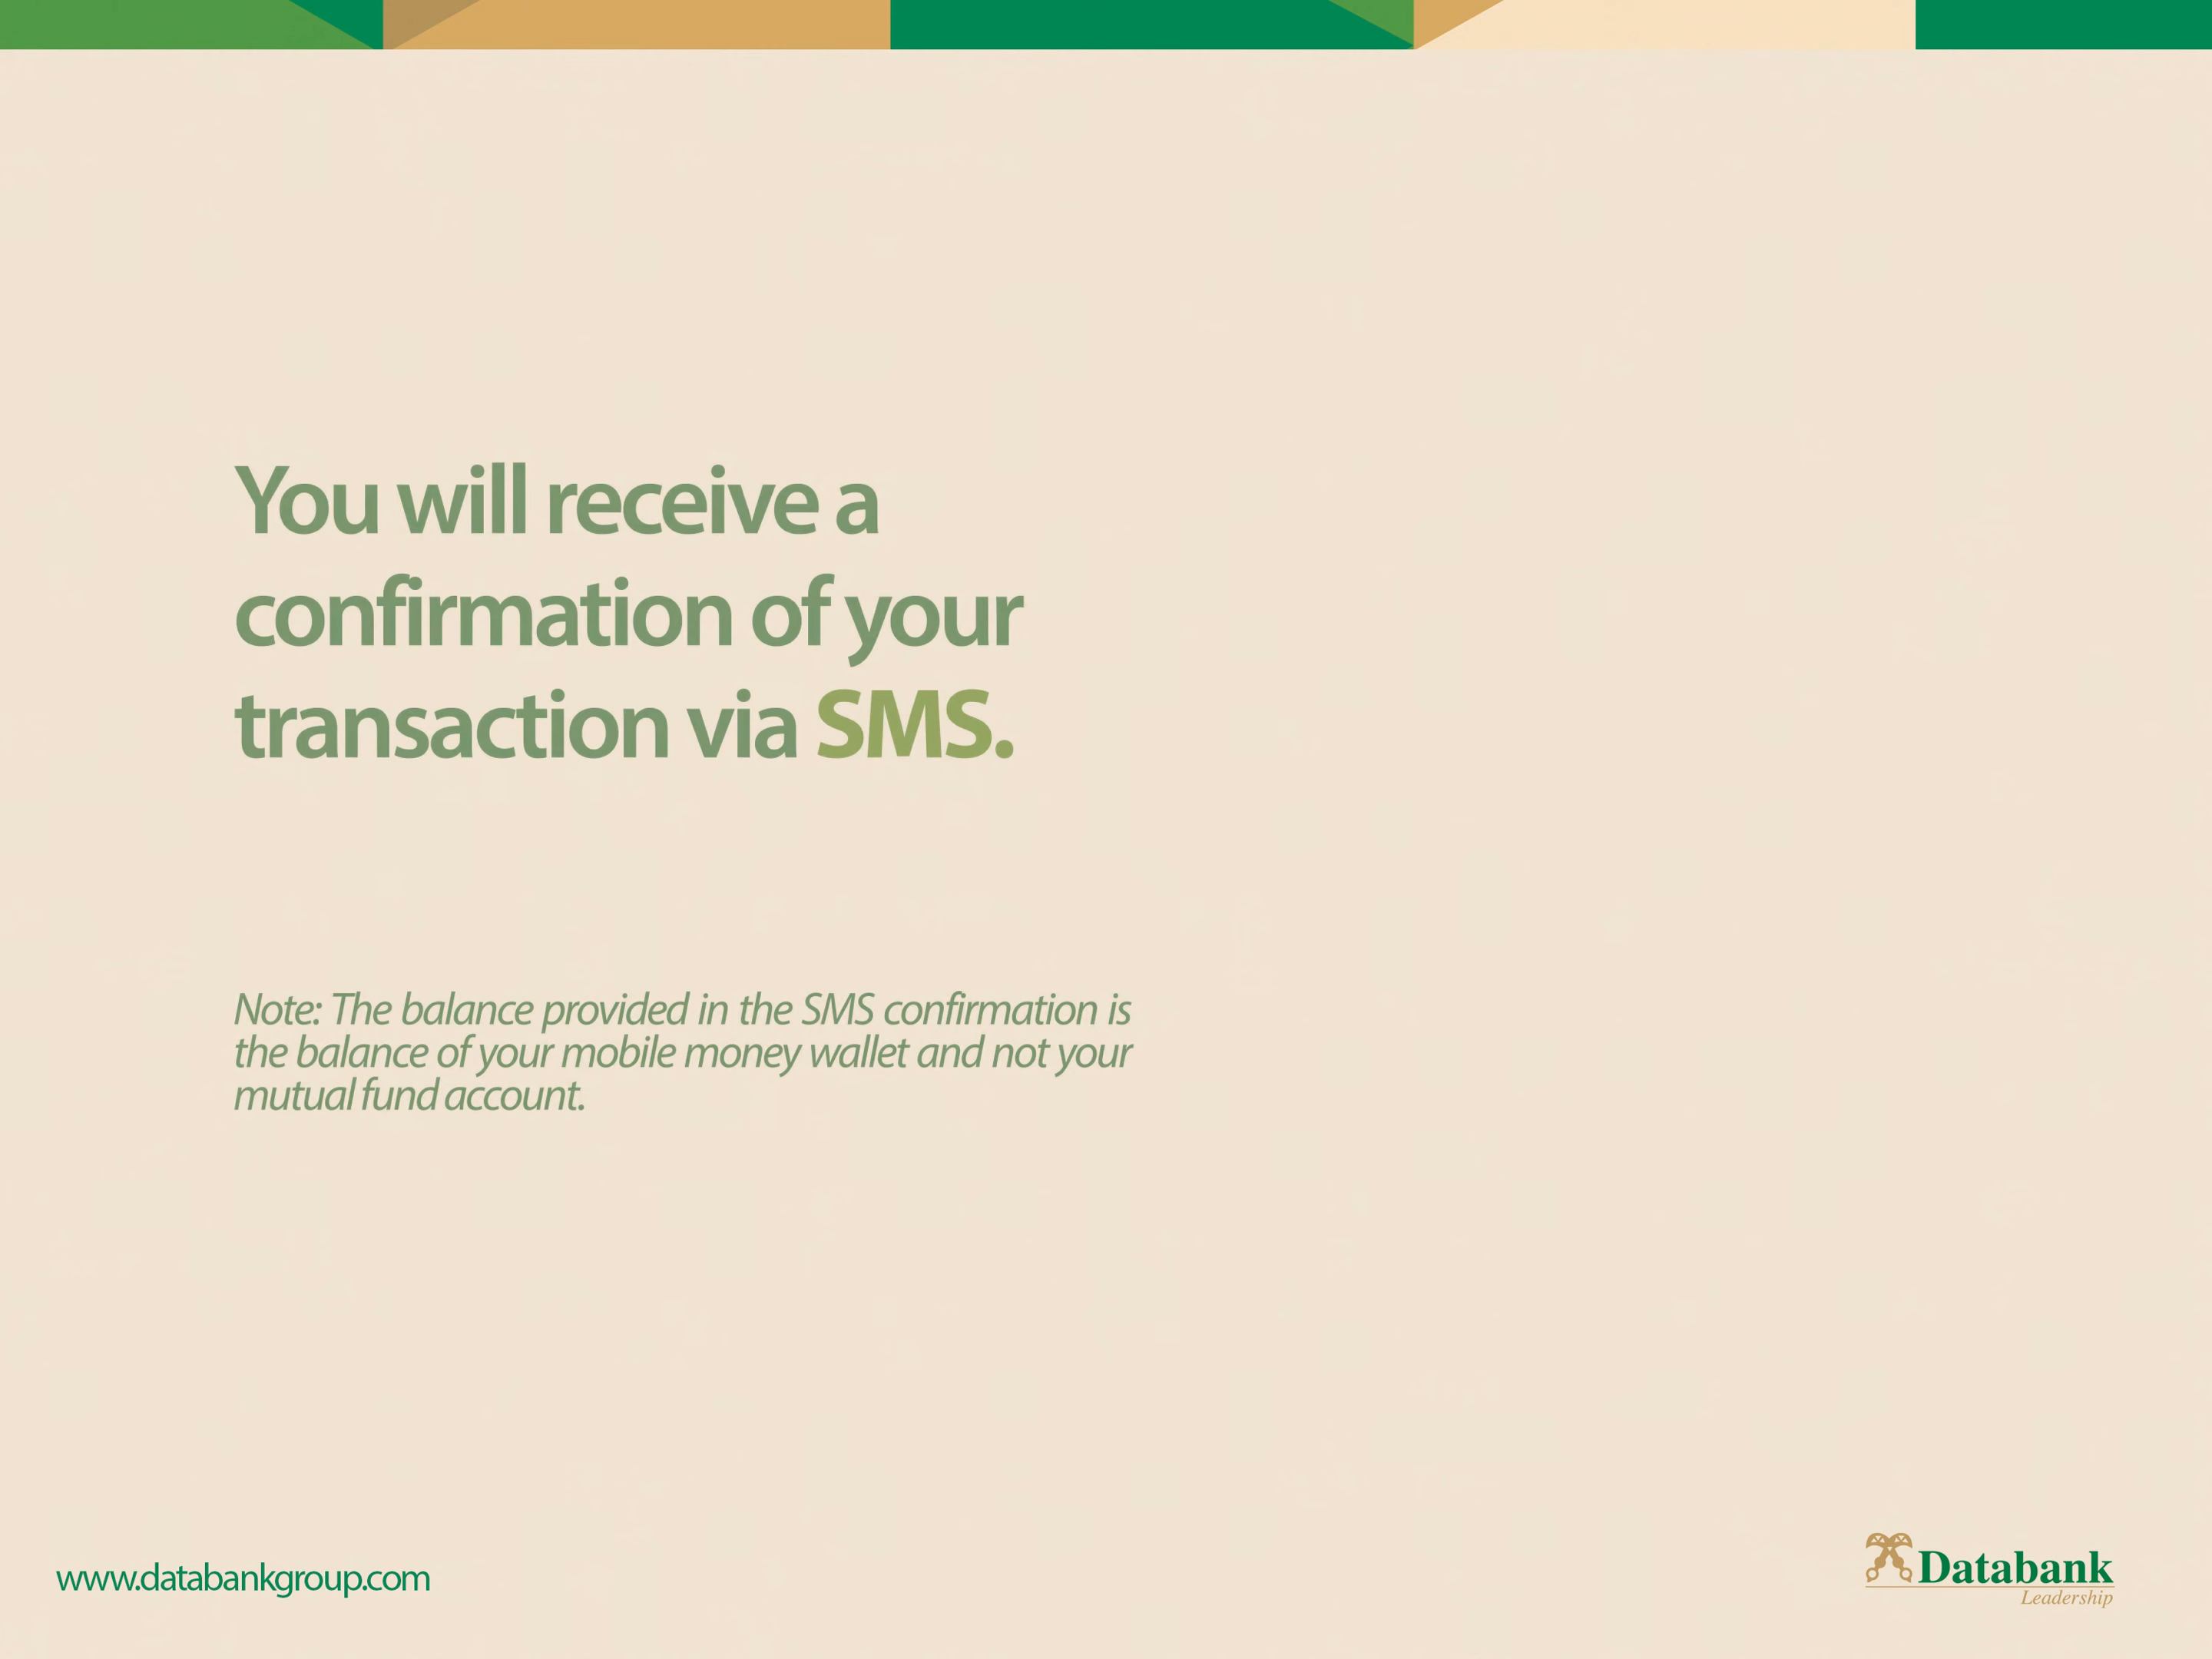 You will receive a
confirmation of your
transaction via SMS.
Note: The balance provided in the SMS confirmation is
the balance of your mobile money wallet and not your
mutual fund account.
www.databankgroup.com
Databank
Leadership